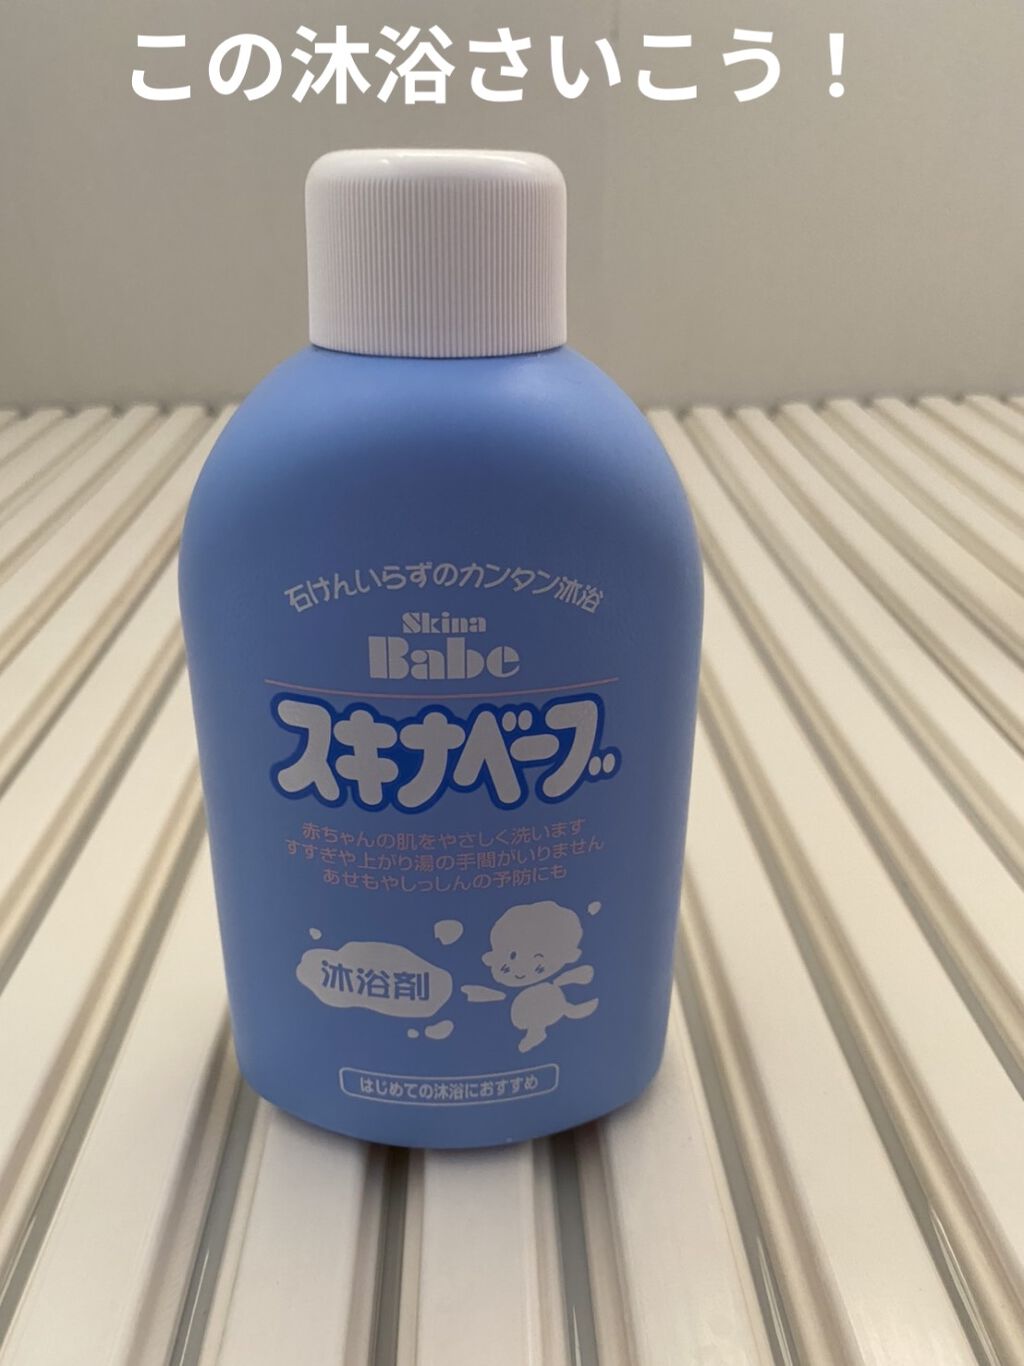 この沐浴さいこう！
石けんいらずのカンタン沐浴
Skina
Babe
スキナベーブ
赤ちゃんの肌をやさしく洗います
すすぎや上がり湯の手間がいりません
あせもやしっしんの予防にも
沐浴剤
はじめての沐浴におすすめ